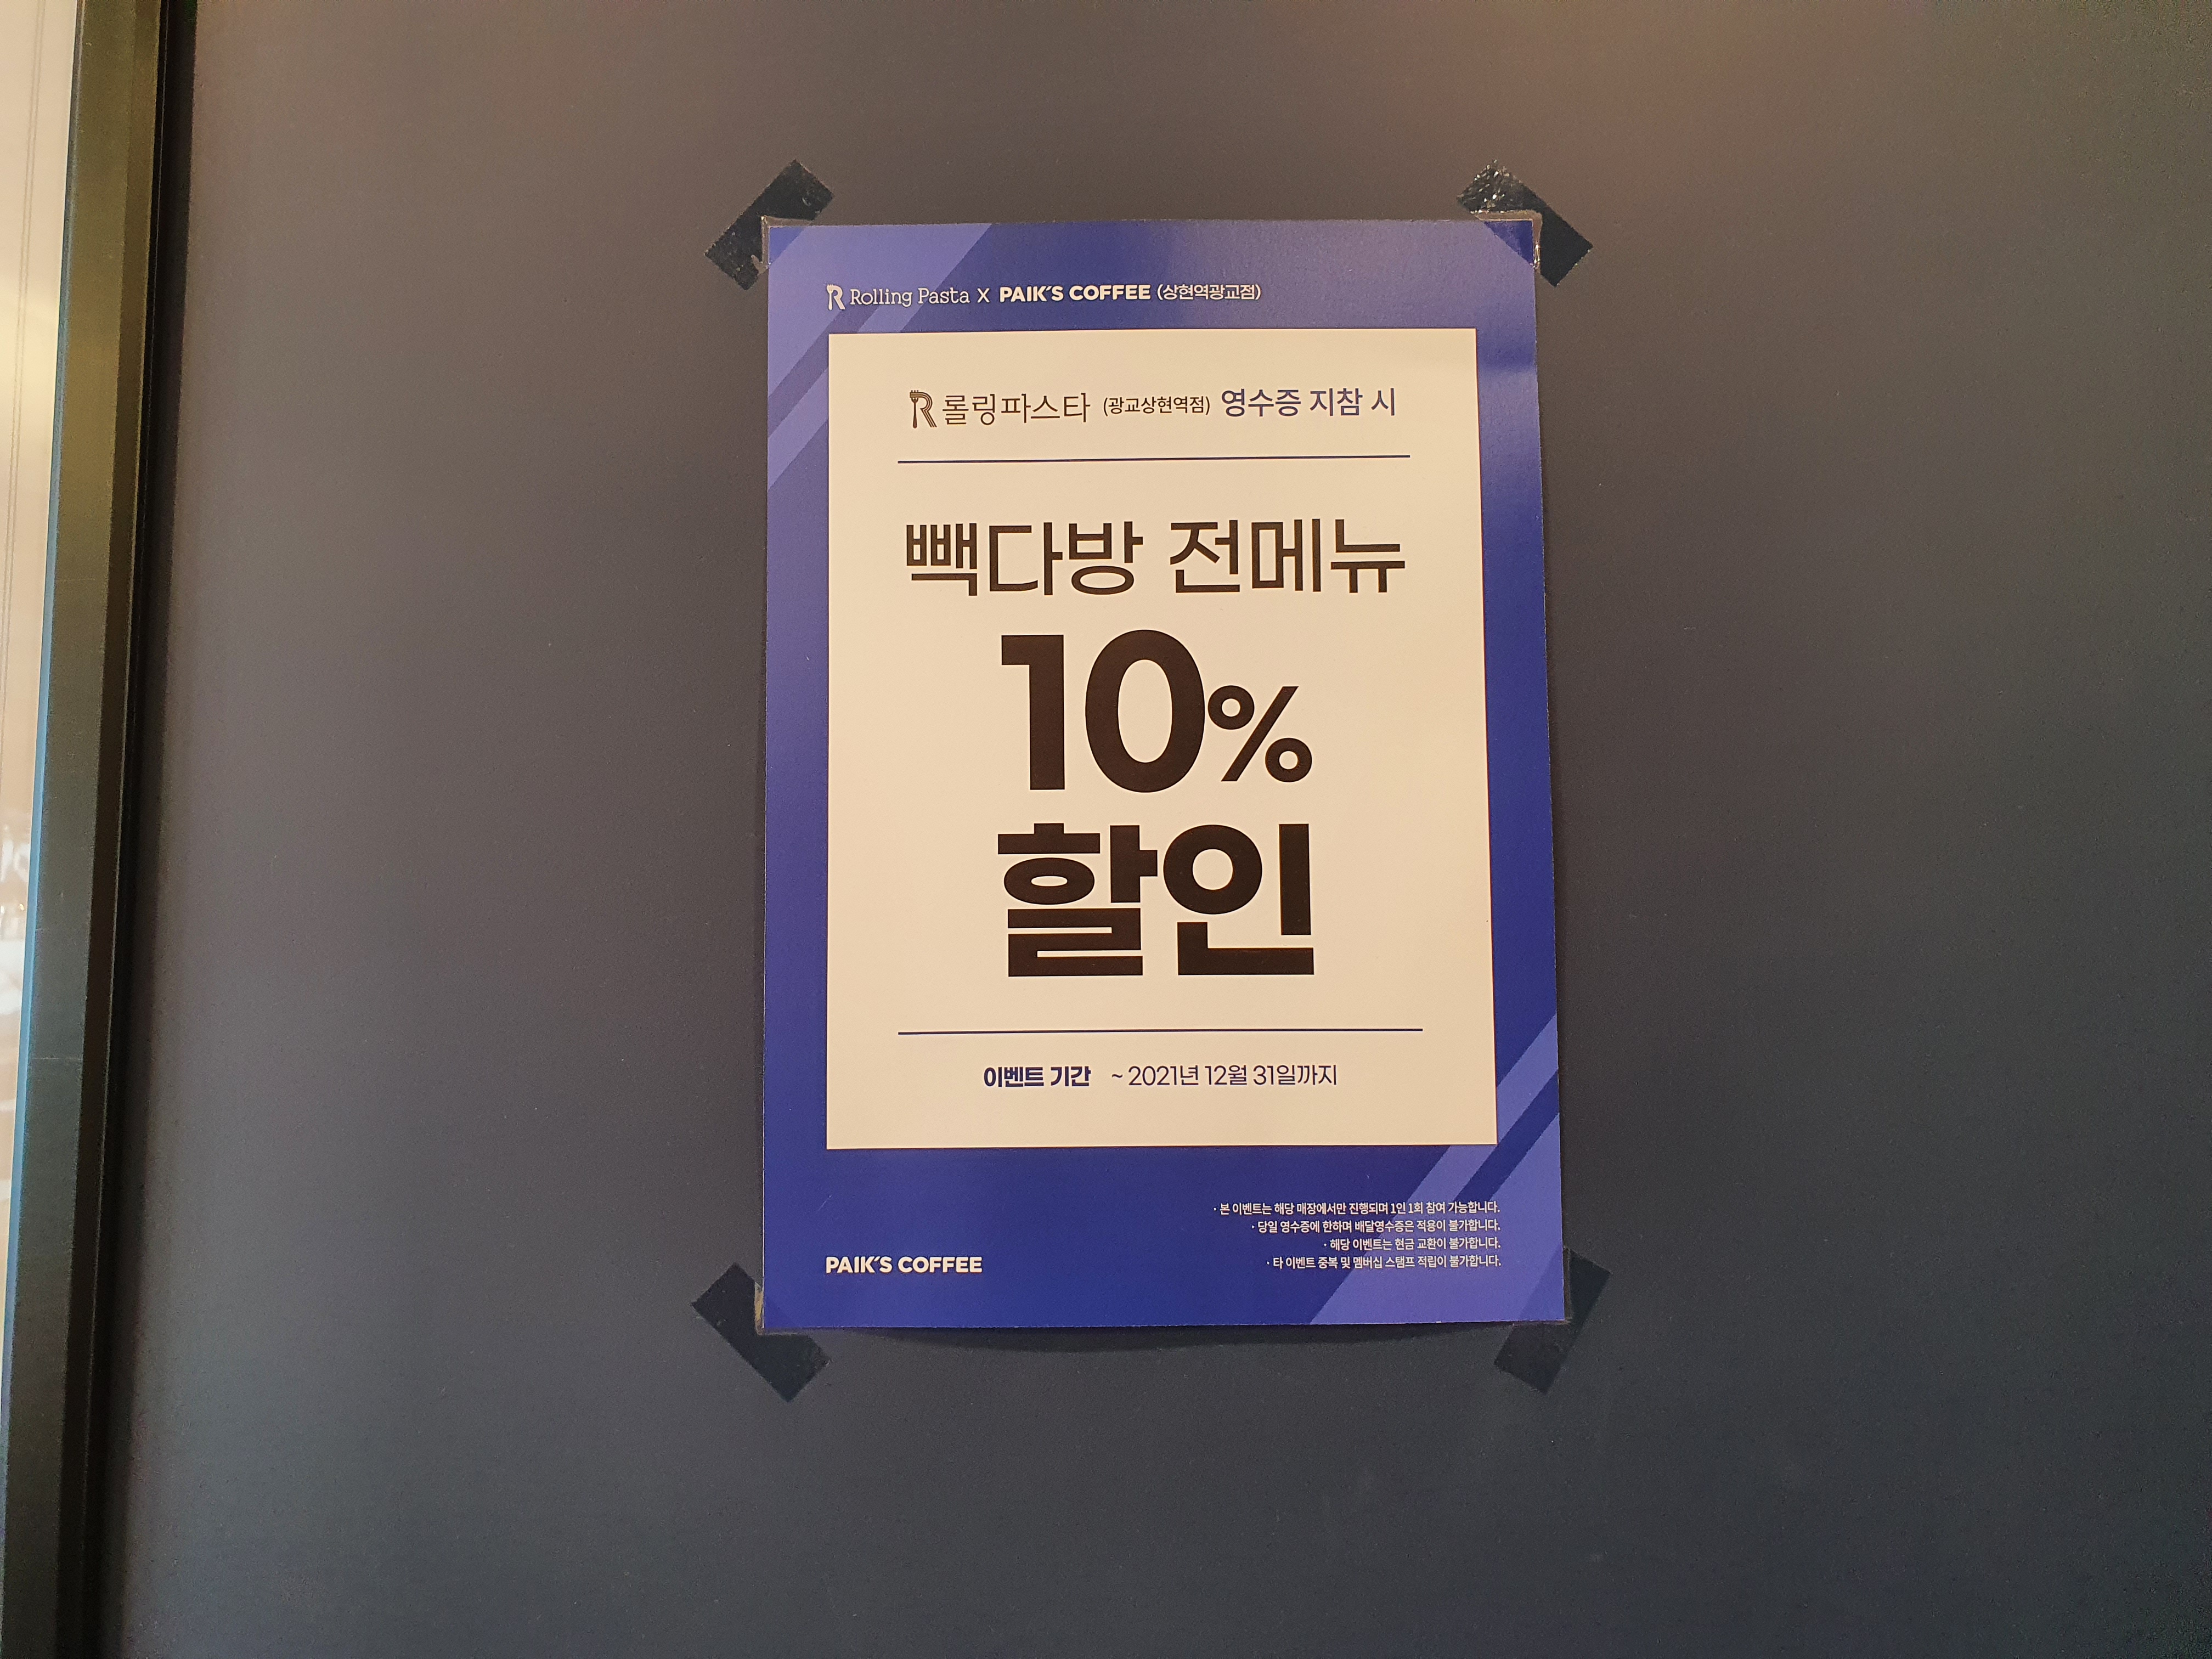 Rolling Pasta X PAIK'S COFFEE (상현역광교점)
롤링파스타 (광교상현역점) 영수증 지참 시
빽다방 전메뉴
10%
할인
이벤트 기간 ~ 2021년 12월 31일까지
· 본 이벤트는 해당 매장에서만 진행되며 1인 1회 참여 가능합니다.
· 당일 영수증에 한하며 배달영수증은 적용이 불가합니다.
· 해당 이벤트는 현금 교환이 불가합니다.
· 타 이벤트 중복 및 멤버십 스탬프 적립이 불가합니다.
PAIK'S COFFEE